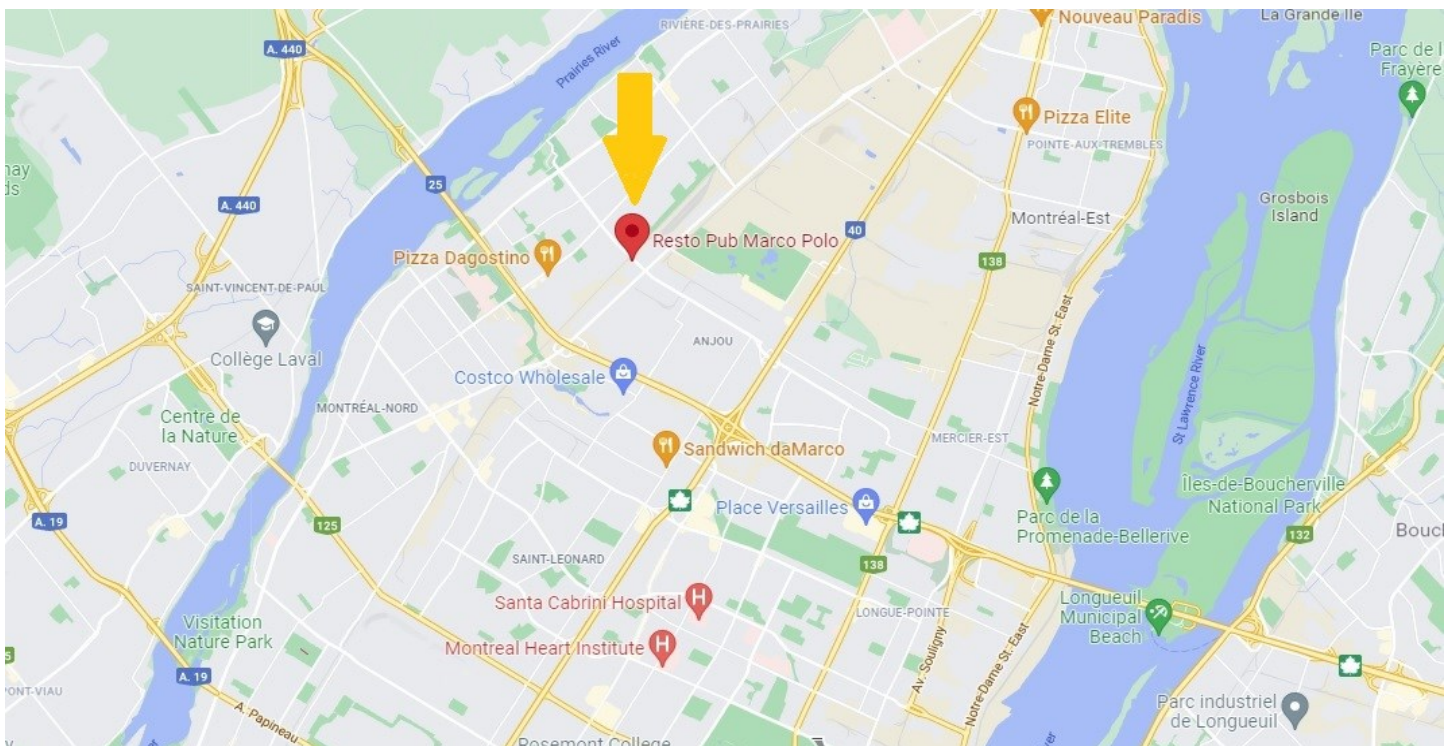 Nouveau Paradis
La Grande Ile
RIVIÈRE-DES-PRAIRIES
A. 440
Parc de l
Frayère
Prairies River
Pizza Elite
POINTE-AUX-TREMBLES
25
A. 440
Grosbois
Island
Montréal-Est
40
Resto Pub Marco Polo
Pizza Dagostino
138
SAINT-VINCENT-DE-PAUL
Collège Laval
ANJOU
Notre-Dame St. East
St Lawrence River
Costco Wholesale
MONTRÉAL-NORD
Centre de
la Nature
DUVERNAY
Sandwich daMarco
MERCIER-EST
Îles-de-Boucherville
National Park
Place Versailles
Parc de la
Promenade-Bellerive
A. 19
125
132
SAINT-LEONARD
138
Santa Cabrini Hospital
LONGUE-POINTE
Longueuil
Municipal
Beach
Visitation
Nature Park
Montreal Heart Institute
Av. Souligny
Notre-Dame St. East
A. 19
A. Papineau
Parc industriel
de Longueuil
Rosemont College